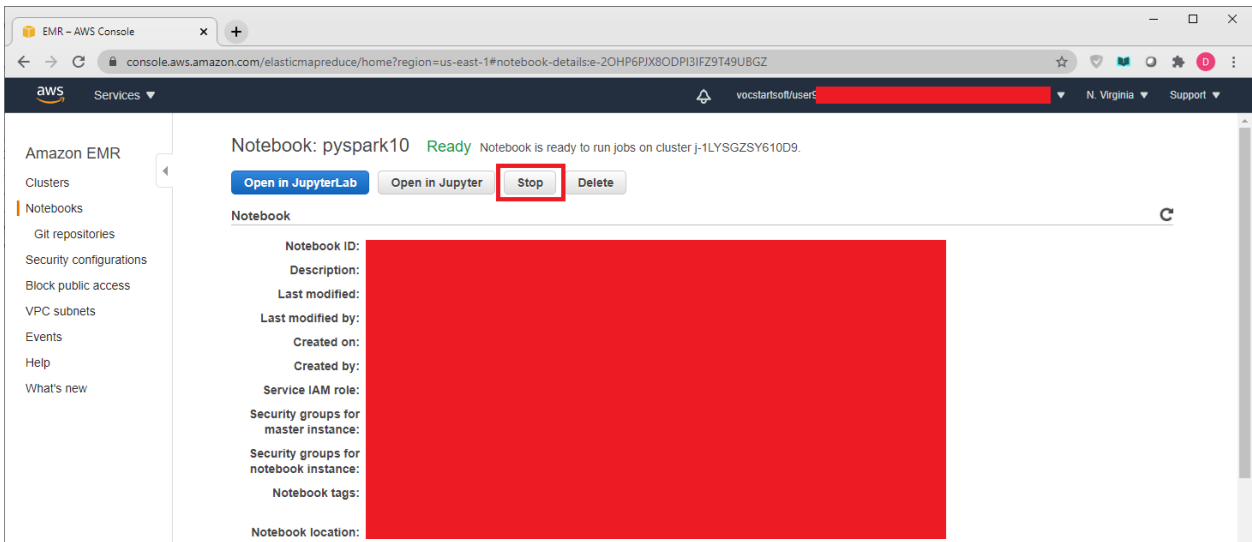 EMR – AWS Console
console.aws.amazon.com/elasticmapreduce/home?region=us-east-1#notebook-details:e-2OHP6PJX8ODPI3IFZ9T49UBGZ
aws Services ▼ vocstartsoft/user9 ▼ N. Virginia ▼ Support ▼
D
Amazon EMR
Clusters
Notebooks
Git repositories
Security configurations
Block public access
VPC subnets
Events
Help
What's new
Notebook: pyspark10 Ready Notebook is ready to run jobs on cluster j-1LYSGZSY610D9.
Open in JupyterLab Open in Jupyter Stop Delete
Notebook
Notebook ID:
Description:
Last modified:
Last modified by:
Created on:
Created by:
Service IAM role:
Security groups for
master instance:
Security groups for
notebook instance:
Notebook tags:
Notebook location: